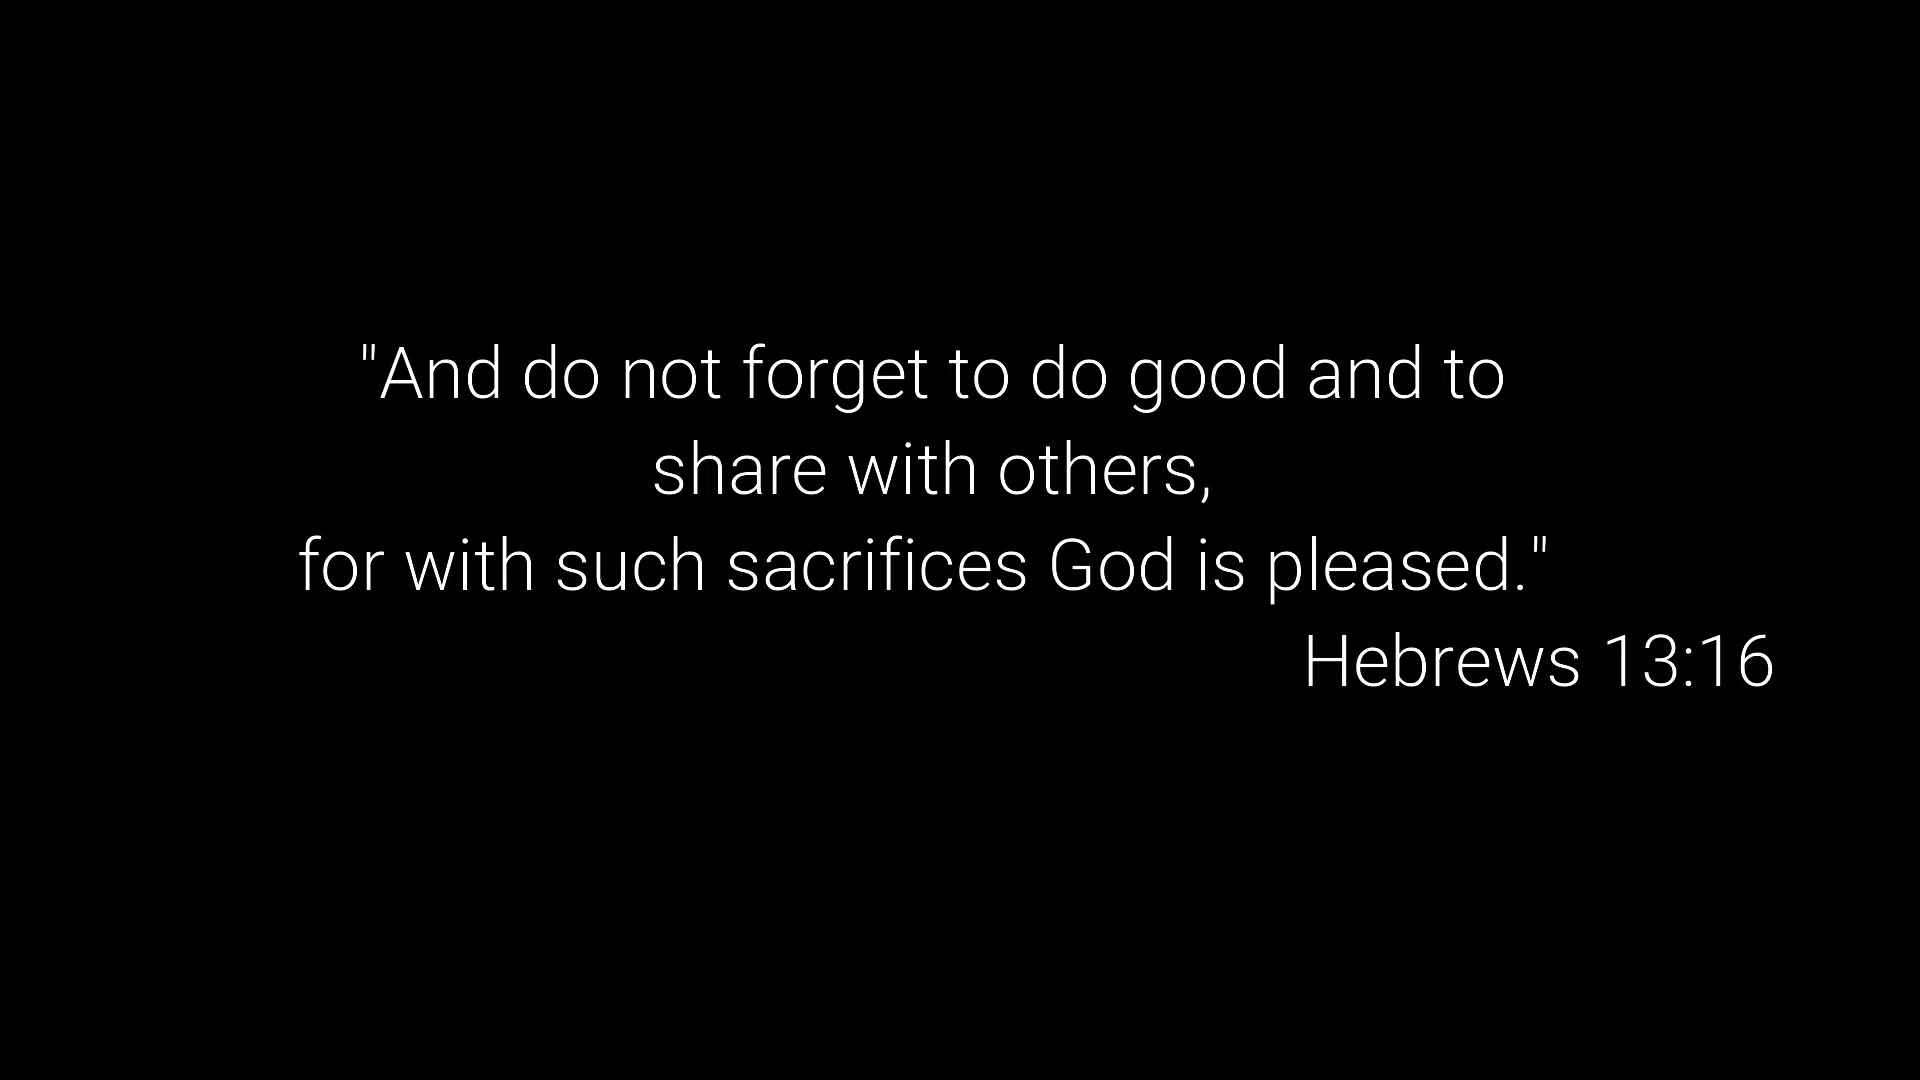 "And do not forget to do good and to
share with others,
for with such sacrifices God is pleased."
Hebrews 13:16